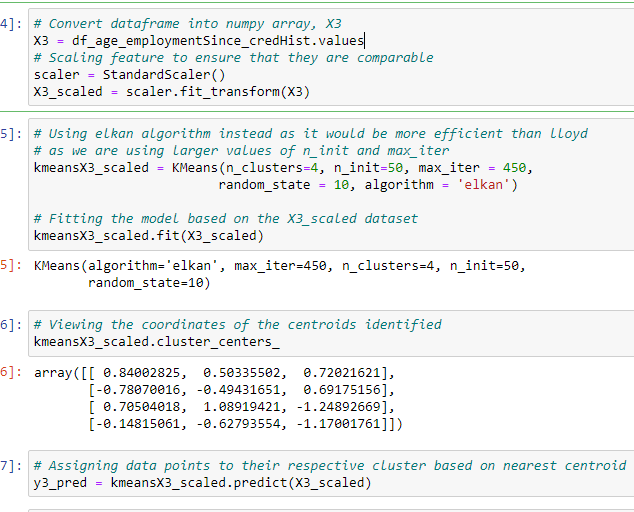 4]: # Convert dataframe into numpy array, X3
X3 = df_age_employmentSince_credHist.values
# Scaling feature to ensure that they are comparable
scaler = StandardScaler()
X3_scaled = scaler.fit_transform(X3)
5]: # Using elkan algorithm instead as it would be more efficient than lloyd
# as we are using larger values of n_init and max_iter
kmeansX3_scaled = KMeans(n_clusters=4, n_init=50, max_iter = 450,
random_state = 10, algorithm = 'elkan')
# Fitting the model based on the X3_scaled dataset
kmeansX3_scaled.fit(X3_scaled)
5]: KMeans(algorithm='elkan', max_iter=450, n_clusters=4, n_init=50,
random_state=10)
6]: # Viewing the coordinates of the centroids identified
kmeansX3_scaled.cluster_centers_
6]: array([[ 0.84002825, 0.50335502, 0.72021621],
[-0.78070016, -0.49431651, 0.69175156],
[ 0.70504018, 1.08919421, -1.24892669],
[-0.14815061, -0.62793554, -1.17001761]])
7]: # Assigning data points to their respective cluster based on nearest centroid
y3_pred = kmeansX3_scaled.predict(X3_scaled)